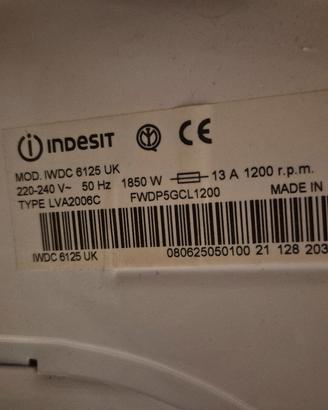 INDESIT
CE
MOD. IWDC 6125 UK
220-240 V~ 50 Hz 1850 W 13 A 1200 r.p.m.
TYPE LVA2006C FWDP5GCL1200 MADE IN
IWDC 6125 UK 080625050100 21 128 203